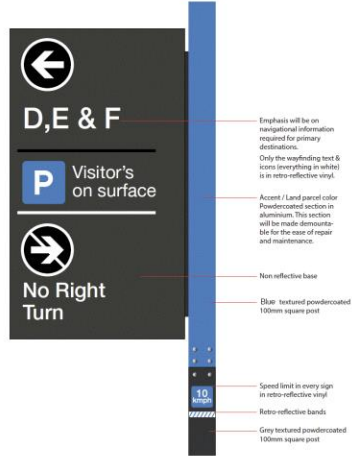 D,E & F
P
Visitor's
on surface
No Right
Turn
10
kmph
Emphasis will be on
navigational information
required for primary
destinations.
Only the wayfinding text &
icons (everything in white)
is in retro-reflective vinyl.
Accent / Land parcel color
Powdercoated section in
aluminium. This section
will be made demounta-
ble for the ease of repair
and maintenance.
Non reflective base
Blue textured powdercoated
100mm square post
Speed limit in every sign
in retro-reflective vinyl
Retro-reflective bands
Grey textured powdercoated
100mm square post